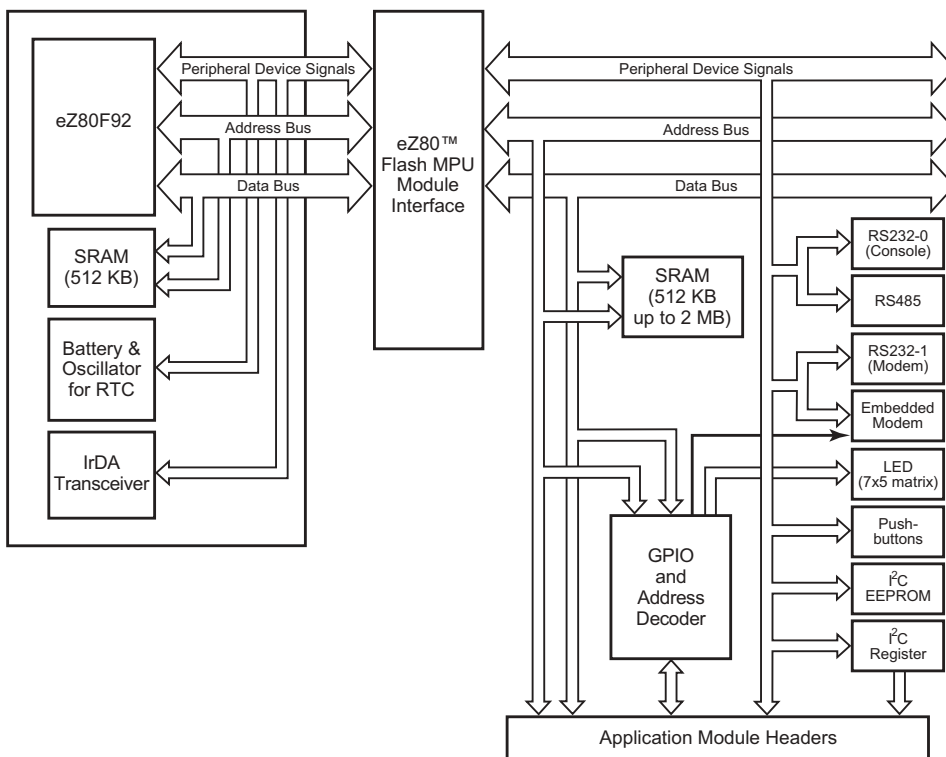 eZ80F92
Peripheral Device Signals
Address Bus
Data Bus
SRAM
(512 KB)
Battery &
Oscillator
for RTC
IrDA
Transceiver
eZ80™
Flash MPU
Module
Interface
Peripheral Device Signals
Address Bus
Data Bus
SRAM
(512 KB
up to 2 MB)
GPIO
and
Address
Decoder
RS232-0
(Console)
RS485
RS232-1
(Modem)
Embedded
Modem
LED
(7x5 matrix)
Push-
buttons
I²C
EEPROM
I²C
Register
Application Module Headers